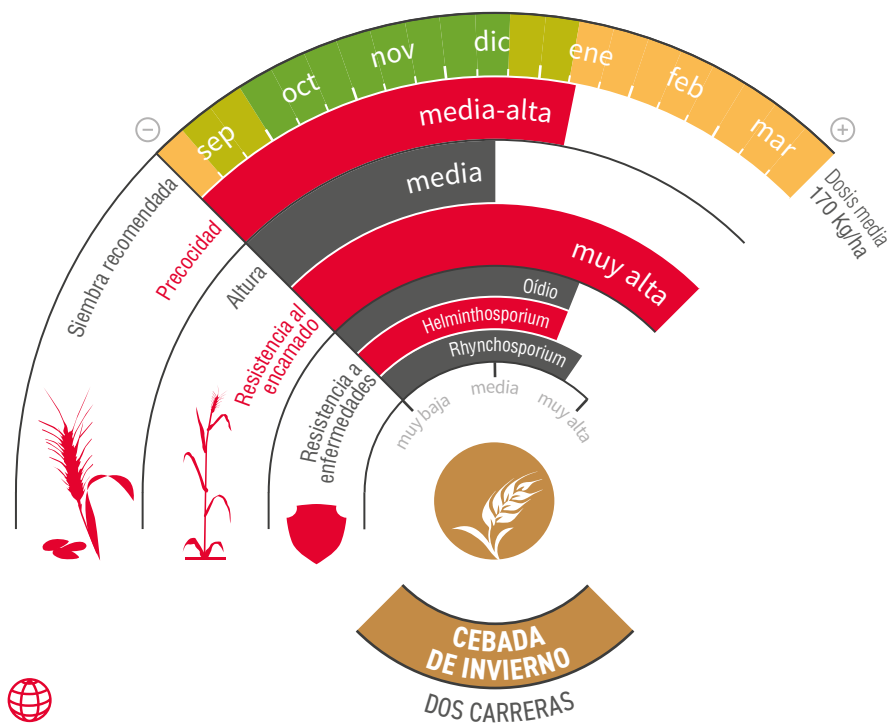 sep
oct
nov
dic
ene
feb
mar
−
+
Dosis media
170 Kg/ha
Siembra recomendada
Precocidad
media-alta
Altura
media
Resistencia al
encamado
muy alta
Resistencia a
enfermedades
Oídio
Helminthosporium
Rhynchosporium
muy baja
media
muy alta
CEBADA
DE INVIERNO
DOS CARRERAS